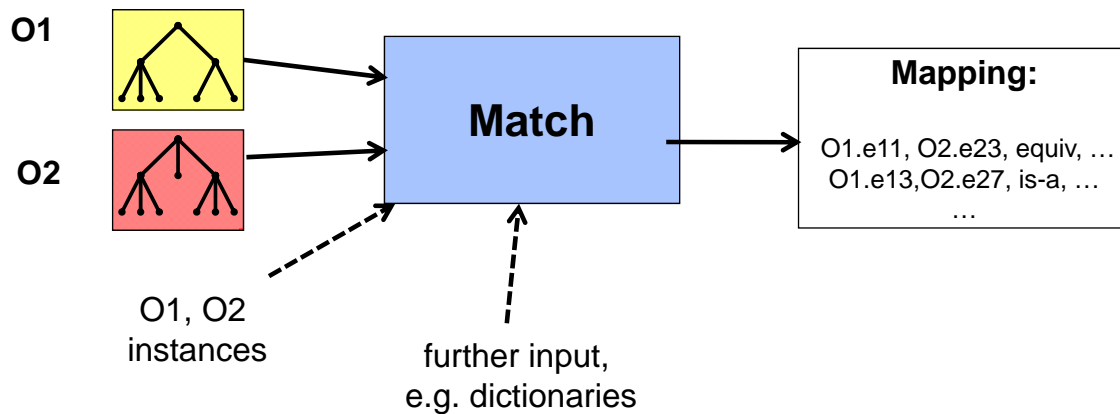 O1
O2
Match
Mapping:
O1.e11, O2.e23, equiv, …
O1.e13,O2.e27, is-a, …
…
O1, O2
instances
further input,
e.g. dictionaries